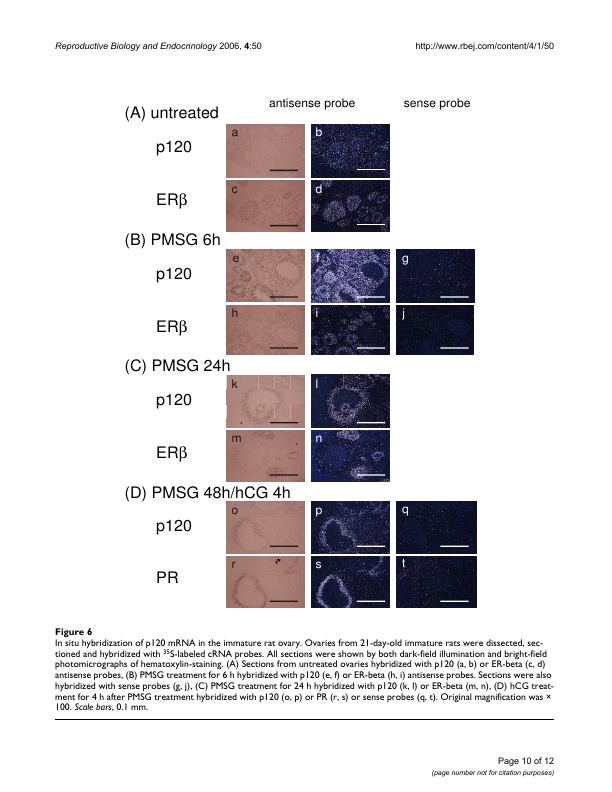 Reproductive Biology and Endocrinology 2006, 4:50 http://www.rbej.com/content/4/1/50
antisense probe sense probe
(A) untreated
a b
p120
c d
ERβ
(B) PMSG 6h
e f g
p120
h i j
ERβ
(C) PMSG 24h
k l
p120
m n
ERβ
(D) PMSG 48h/hCG 4h
o p q
p120
r s t
PR
Figure 6
In situ hybridization of p120 mRNA in the immature rat ovary. Ovaries from 21-day-old immature rats were dissected, sec-
tioned and hybridized with 35S-labeled cRNA probes. All sections were shown by both dark-field illumination and bright-field
photomicrographs of hematoxylin-staining. (A) Sections from untreated ovaries hybridized with p120 (a, b) or ER-beta (c, d)
antisense probes, (B) PMSG treatment for 6 h hybridized with p120 (e, f) or ER-beta (h, i) antisense probes. Sections were also
hybridized with sense probes (g, j), (C) PMSG treatment for 24 h hybridized with p120 (k, l) or ER-beta (m, n), (D) hCG treat-
ment for 4 h after PMSG treatment hybridized with p120 (o, p) or PR (r, s) or sense probes (q, t). Original magnification was ×
100. Scale bars, 0.1 mm.
Page 10 of 12
(page number not for citation purposes)